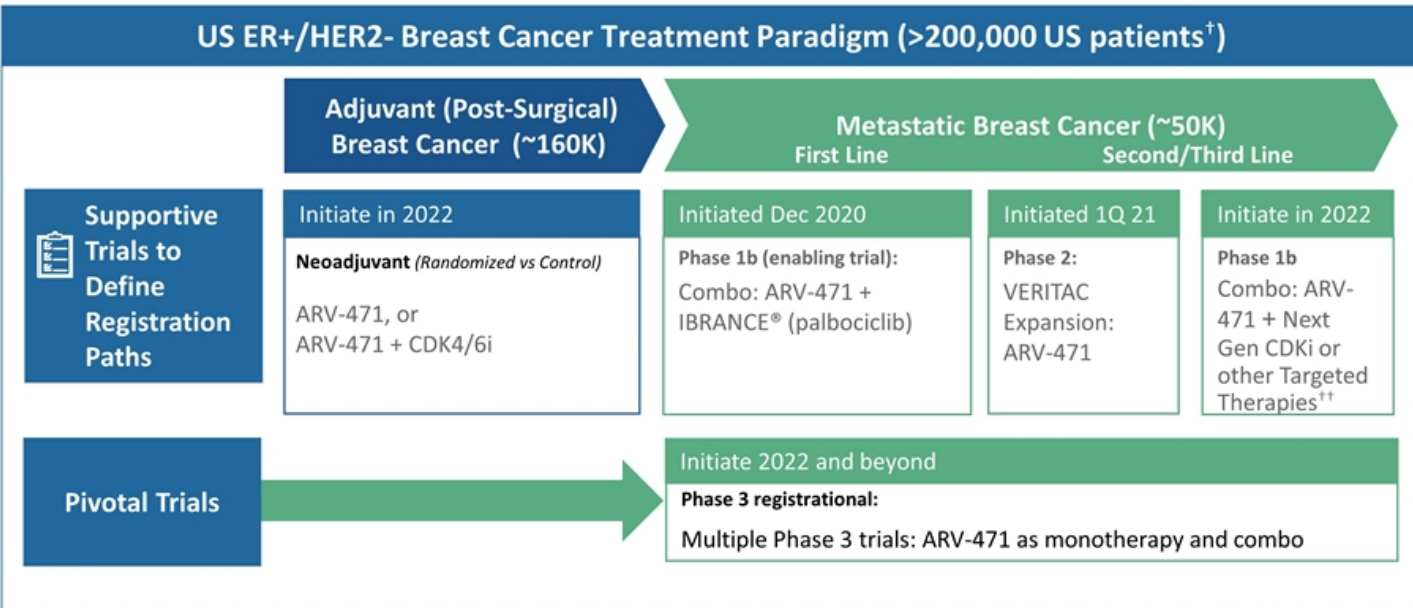 US ER+/HER2- Breast Cancer Treatment Paradigm (>200,000 US patients†)
Adjuvant (Post-Surgical)
Breast Cancer (~160K)
Metastatic Breast Cancer (~50K)
First Line
Second/Third Line
Supportive
Trials to
Define
Registration
Paths
Initiate in 2022
Neoadjuvant (Randomized vs Control)
ARV-471, or
ARV-471 + CDK4/6i
Initiated Dec 2020
Phase 1b (enabling trial):
Combo: ARV-471 +
IBRANCE® (palbociclib)
Initiated 1Q 21
Phase 2:
VERITAC
Expansion:
ARV-471
Initiate in 2022
Phase 1b
Combo: ARV-
471 + Next
Gen CDKi or
other Targeted
Therapies††
Pivotal Trials
Initiate 2022 and beyond
Phase 3 registrational:
Multiple Phase 3 trials: ARV-471 as monotherapy and combo